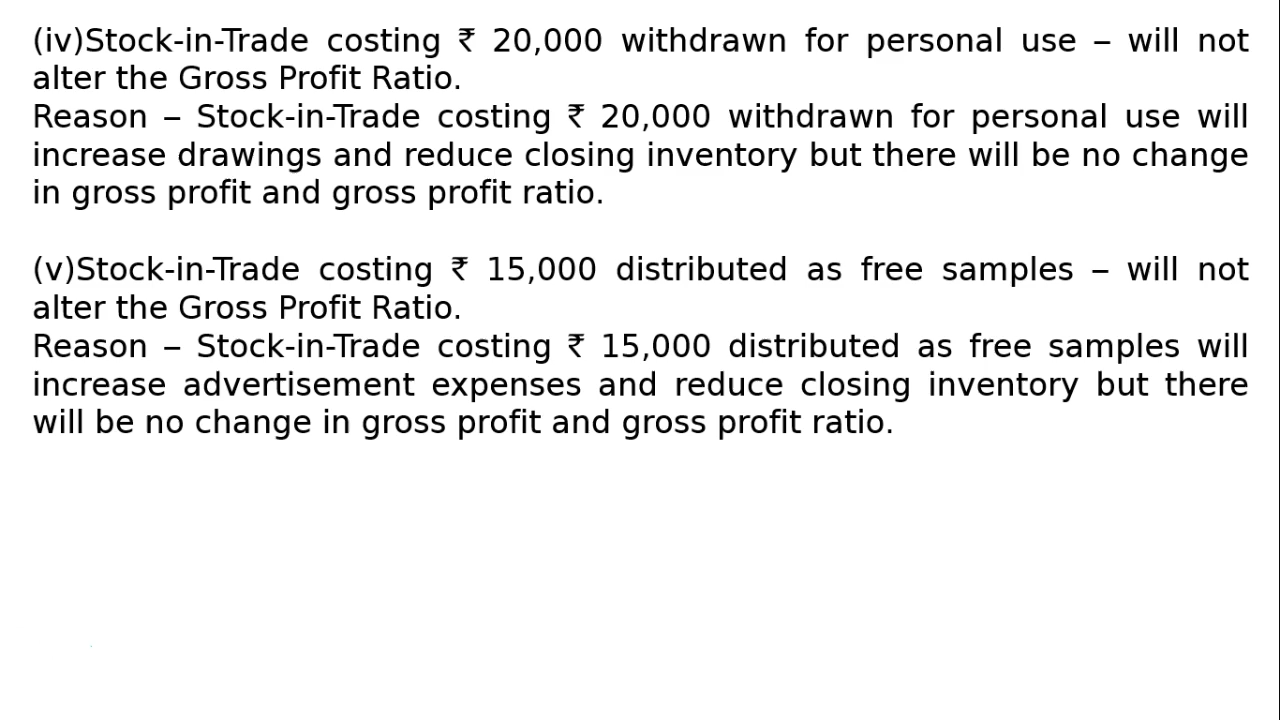 (iv)Stock-in-Trade costing ₹ 20,000 withdrawn for personal use – will not
alter the Gross Profit Ratio.
Reason – Stock-in-Trade costing ₹ 20,000 withdrawn for personal use will
increase drawings and reduce closing inventory but there will be no change
in gross profit and gross profit ratio.
(v)Stock-in-Trade costing ₹ 15,000 distributed as free samples – will not
alter the Gross Profit Ratio.
Reason – Stock-in-Trade costing ₹ 15,000 distributed as free samples will
increase advertisement expenses and reduce closing inventory but there
will be no change in gross profit and gross profit ratio.